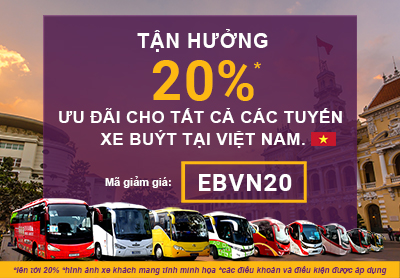 TẬN HƯỞNG
20%*
ƯU ĐÃI CHO TẤT CẢ CÁC TUYẾN
XE BUÝT TẠI VIỆT NAM.
Mã giảm giá: EBVN20
*lên tới 20% *hình ảnh xe khách mang tính minh họa *các điều khoản và điều kiện được áp dụng